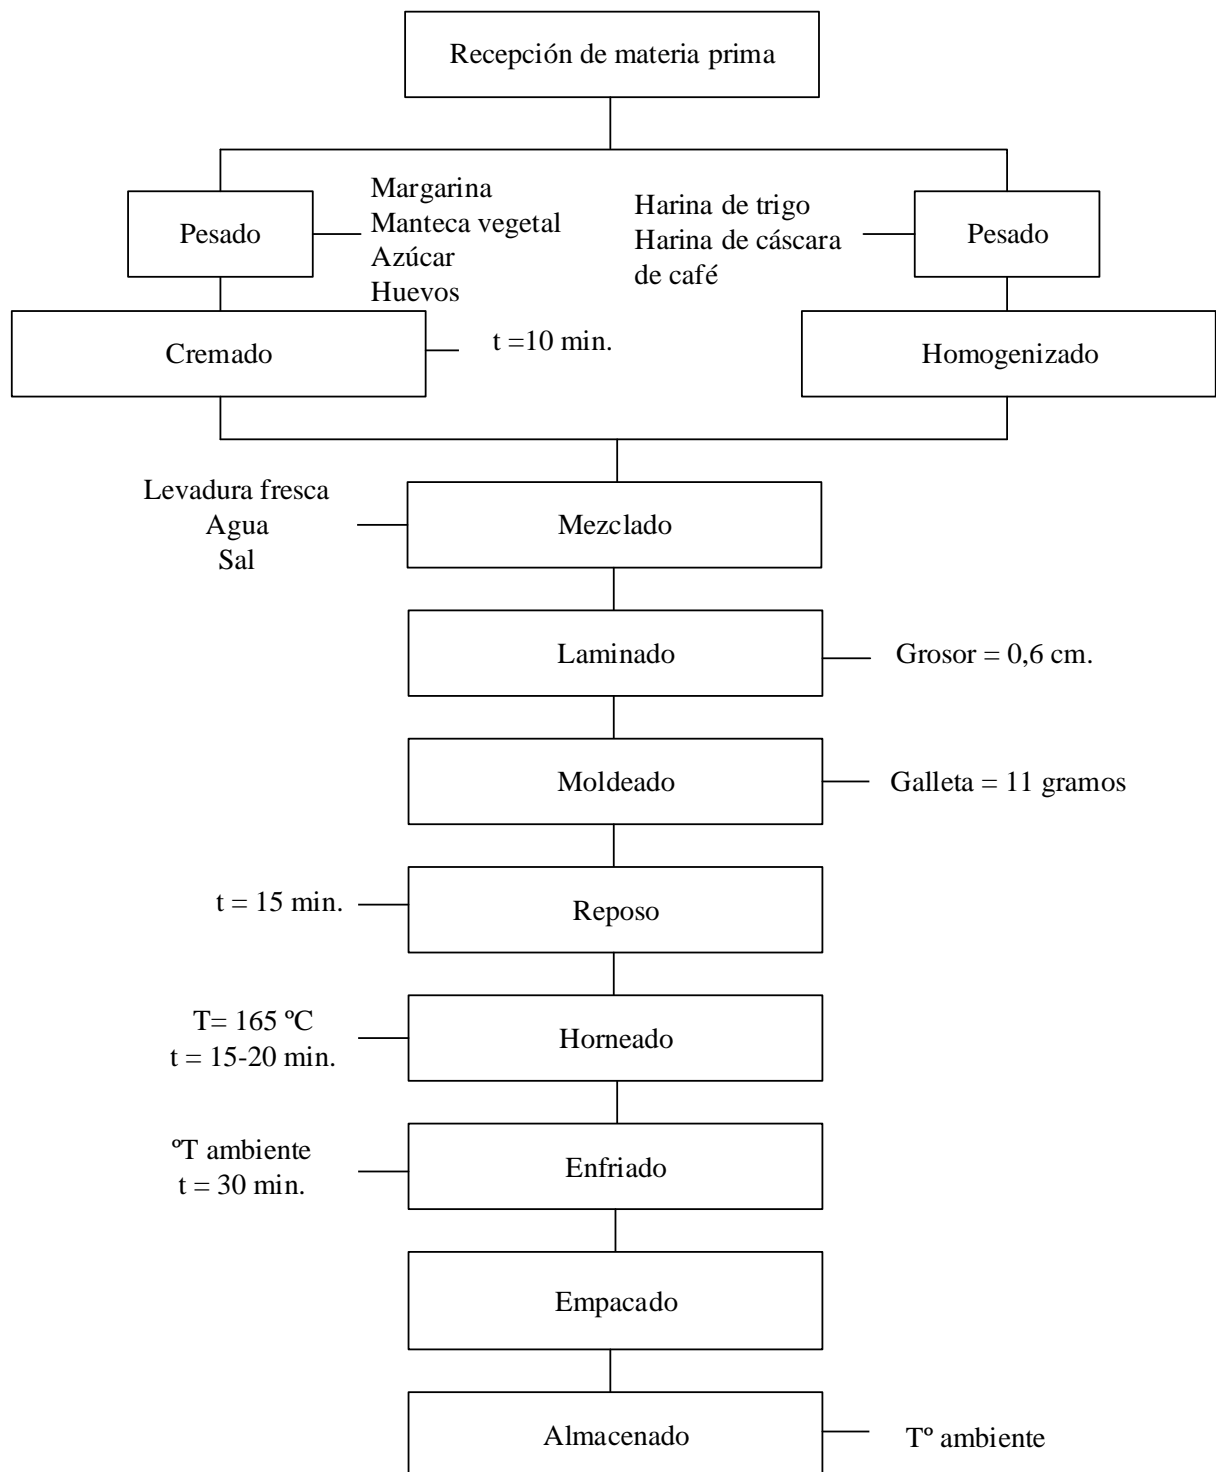 Recepción de materia prima
Pesado
Margarina
Manteca vegetal
Azúcar
Huevos
Harina de trigo
Harina de cáscara
de café
Pesado
Cremado
t =10 min.
Homogenizado
Levadura fresca
Agua
Sal
Mezclado
Laminado
Grosor = 0,6 cm.
Moldeado
Galleta = 11 gramos
t = 15 min.
Reposo
T= 165 ºC
t = 15-20 min.
Horneado
ºT ambiente
t = 30 min.
Enfriado
Empacado
Almacenado
Tº ambiente